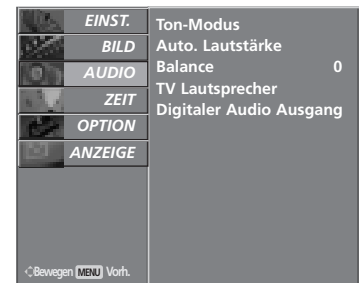 EINST.
BILD
AUDIO
ZEIT
OPTION
ANZEIGE
Ton-Modus
Auto. Lautstärke
Balance 0
TV Lautsprecher
Digitaler Audio Ausgang
Bewegen MENU Vorh.